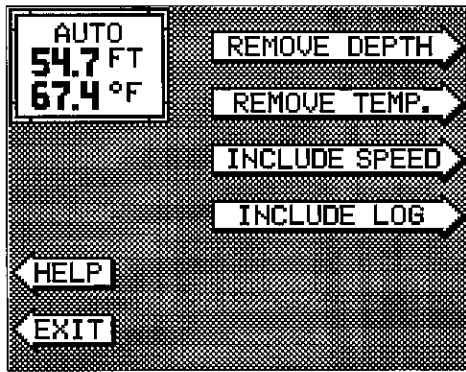 AUTO
54.7 FT
67.4 °F
REMOVE DEPTH
REMOVE TEMP.
INCLUDE SPEED
INCLUDE LOG
HELP
EXIT